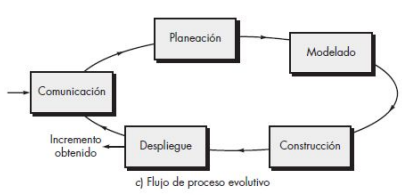 Planeación
Modelado
Comunicación
Incremento
obtenido
Despliegue
Construcción
c) Flujo de proceso evolutivo